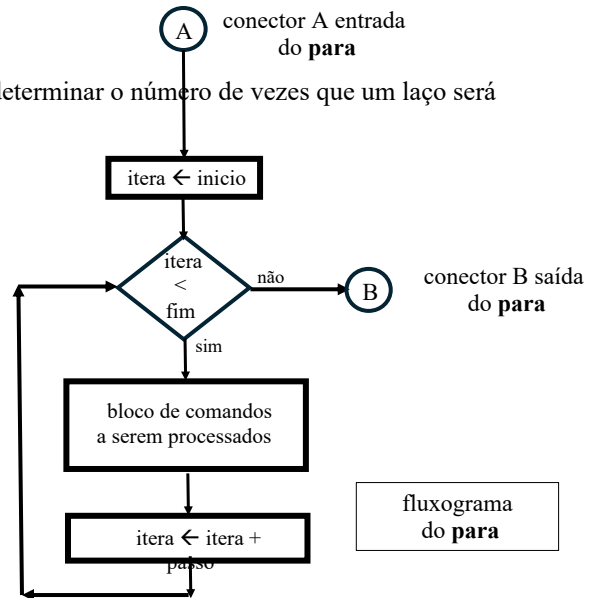 A
conector A entrada
do para
determinar o número de vezes que um laço será
itera ← inicio
itera
<
fim
não
B
conector B saída
do para
sim
bloco de comandos
a serem processados
fluxograma
do para
itera ← itera +
passo